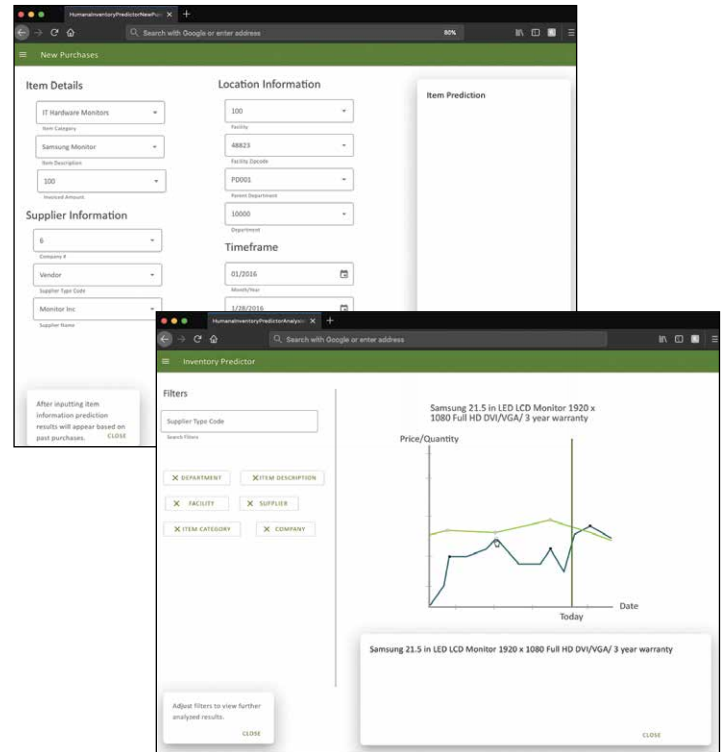 HumanaInventoryPredictorNewPur
Search with Google or enter address
80%
New Purchases
Item Details
IT Hardware Monitors
Item Category
Samsung Monitor
Item Description
100
Invoiced Amount
Supplier Information
6
Company #
Vendor
Supplier Type Code
Monitor Inc
Supplier Name
After inputting item
information prediction
results will appear based on
past purchases. CLOSE
Location Information
100
Facility
48823
Facility Zipcode
PD001
Parent Department
10000
Department
Timeframe
01/2016
Month/Year
1/28/2016
Item Prediction
HumanaInventoryPredictorAnalysis
Search with Google or enter address
Inventory Predictor
Filters
Supplier Type Code
Search Filters
DEPARTMENT
ITEM DESCRIPTION
FACILITY
SUPPLIER
ITEM CATEGORY
COMPANY
Adjust filters to view further
analyzed results.
CLOSE
Samsung 21.5 in LED LCD Monitor 1920 x
1080 Full HD DVI/VGA/ 3 year warranty
Price/Quantity
Date
Today
Samsung 21.5 in LED LCD Monitor 1920 x 1080 Full HD DVI/VGA/ 3 year warranty
CLOSE